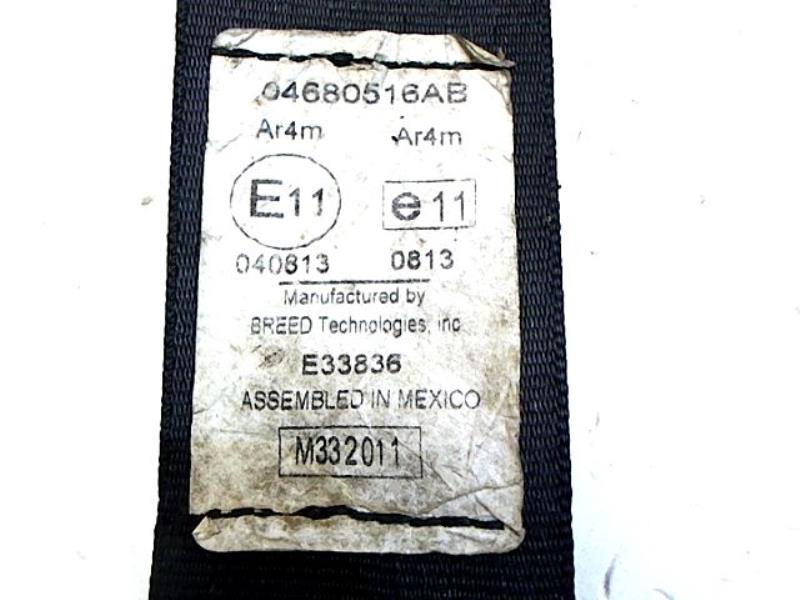 04680516AB
Ar4m Ar4m
E11 e11
040813 0813
Manufactured by
BREED Technologies, inc
E33836
ASSEMBLED IN MEXICO
M332011